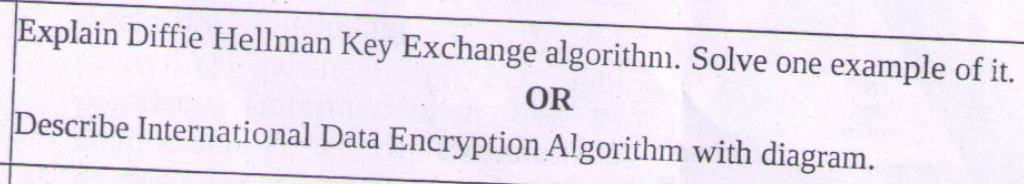 Explain Diffie Hellman Key Exchange algorithm. Solve one example of it.
OR
Describe International Data Encryption Algorithm with diagram.